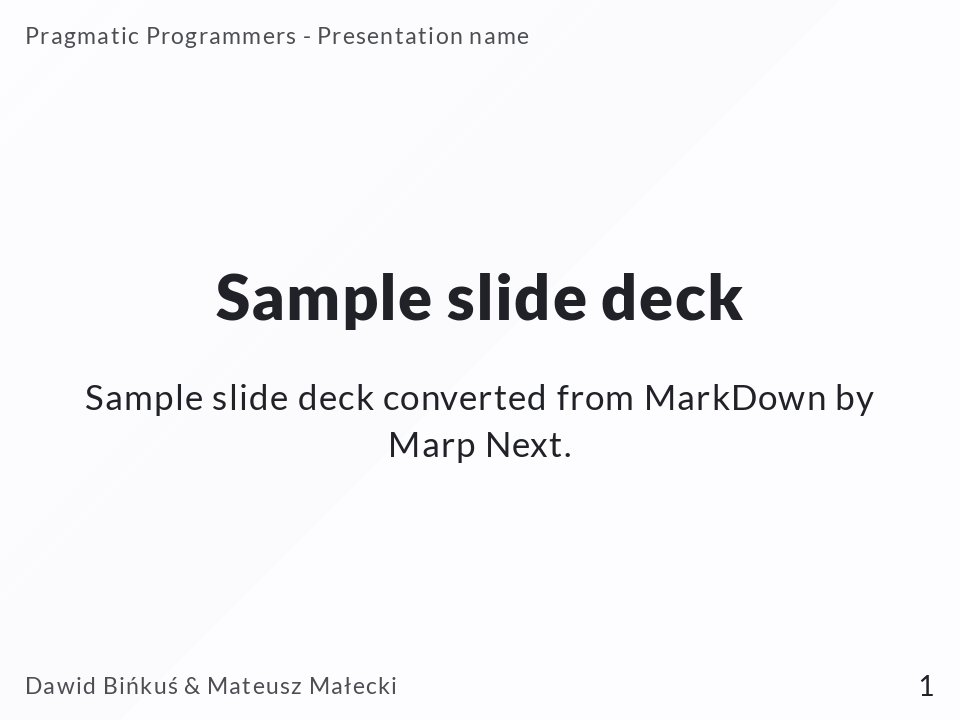 Pragmatic Programmers - Presentation name
Sample slide deck
Sample slide deck converted from MarkDown by
Marp Next.
Dawid Bińkuś & Mateusz Małecki
1